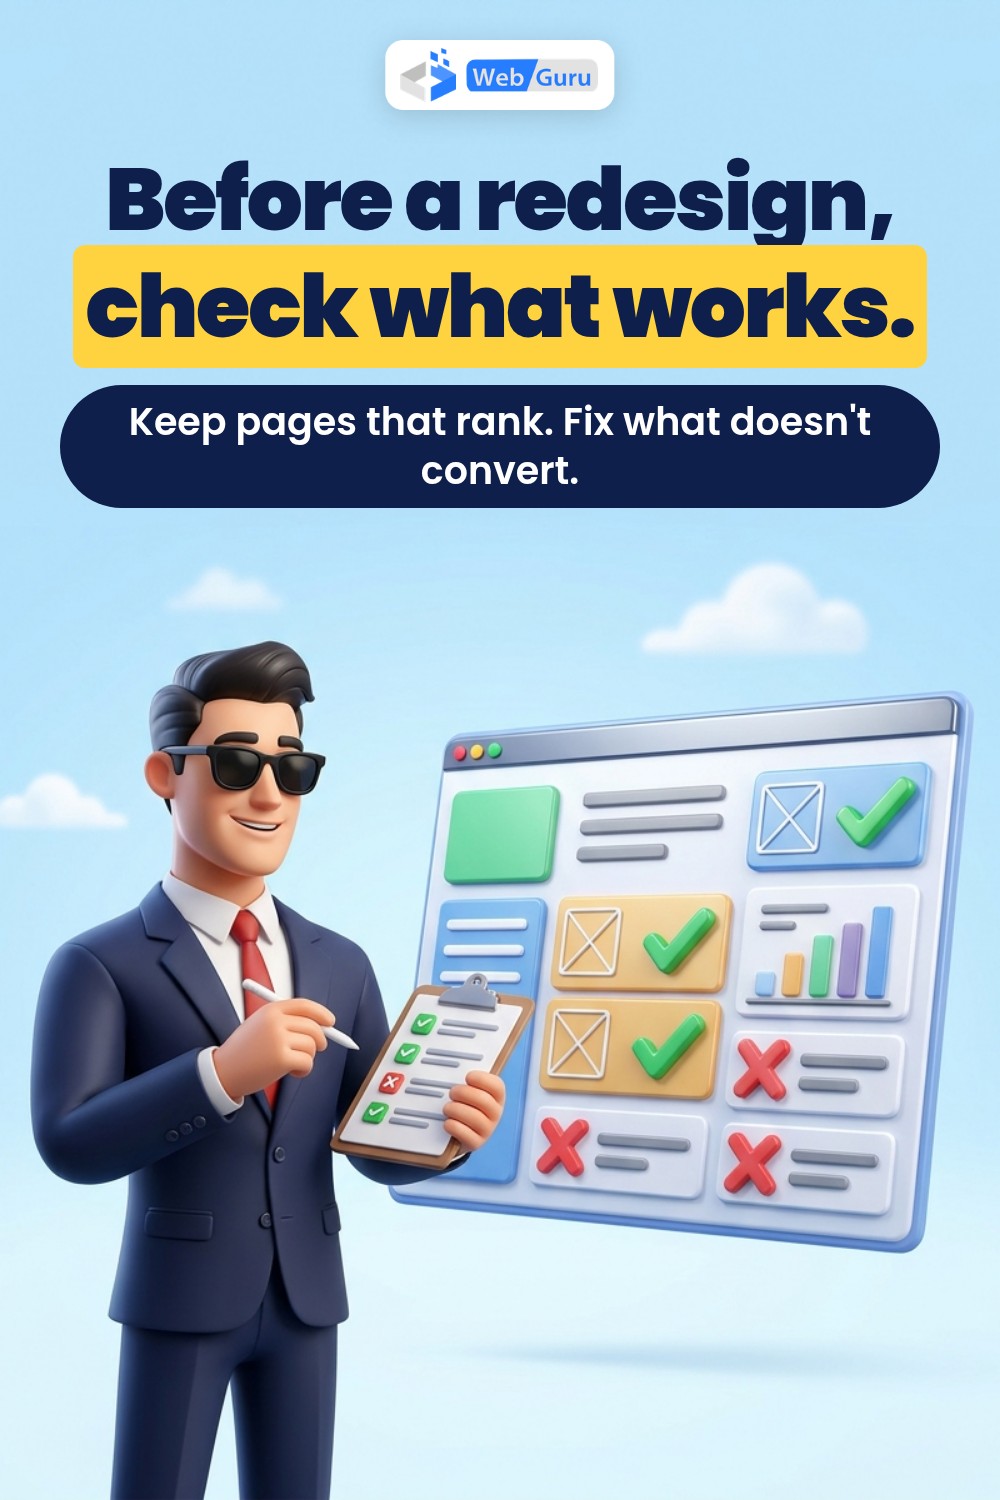 Web Guru
Before a redesign,
check what works.
Keep pages that rank. Fix what doesn't
convert.